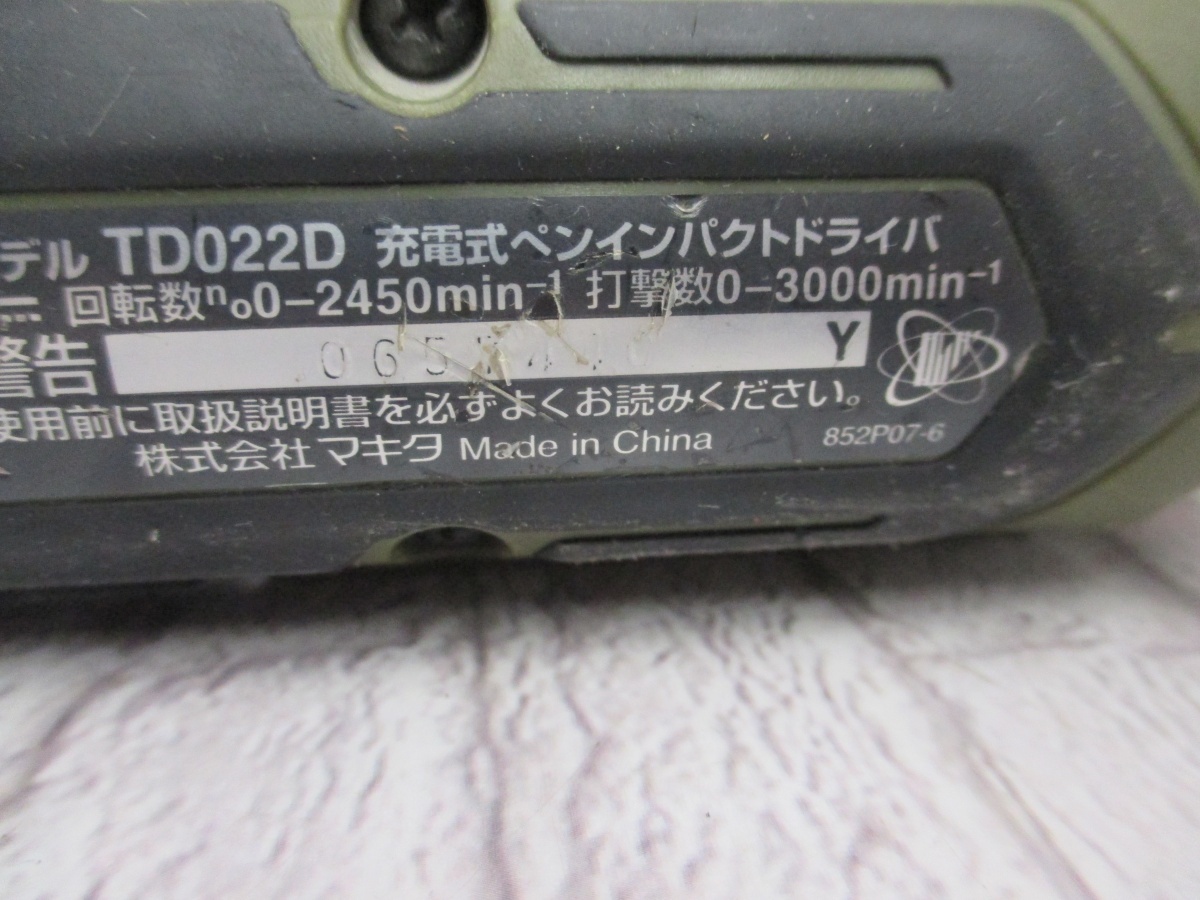 デル TD022D 充電式ペンインパクトドライバ
回転数no0-2450min-1 打撃数0-3000min-1
警告 065 Y
使用前に取扱説明書を必ずよくお読みください。
株式会社 マキタ Made in China 852P07-6